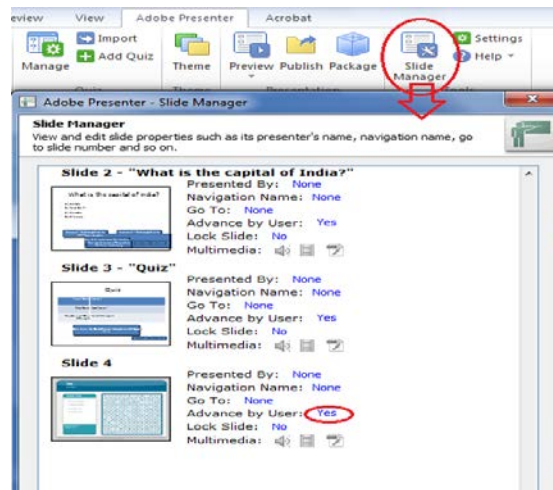 eview View Adobe Presenter Acrobat
Import
Add Quiz
Manage
Theme
Preview Publish Package
Slide
Manager
Settings
Help
Quiz Theme Presentation Tools
Adobe Presenter - Slide Manager
Slide Manager
View and edit slide properties such as its presenter's name, navigation name, go
to slide number and so on.
Slide 2 - "What is the capital of India?"
What is the capital of India?
Presented By: None
Navigation Name: None
Go To: None
Advance by User: Yes
Lock Slide: No
Multimedia:
Slide 3 - "Quiz"
Quiz
Presented By: None
Navigation Name: None
Go To: None
Advance by User: Yes
Lock Slide: No
Multimedia:
Slide 4
Presented By: None
Navigation Name: None
Go To: None
Advance by User: Yes
Lock Slide: No
Multimedia: